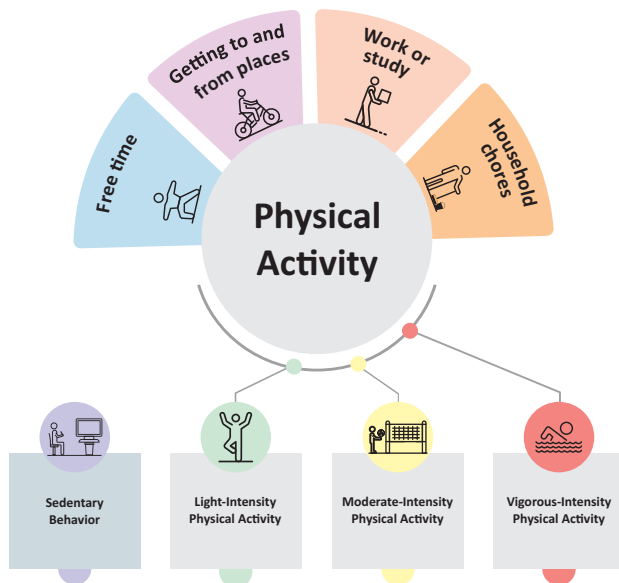 Free time
Getting to and
from places
Work or
study
Household
chores
Physical
Activity
Sedentary
Behavior
Light-Intensity
Physical Activity
Moderate-Intensity
Physical Activity
Vigorous-Intensity
Physical Activity